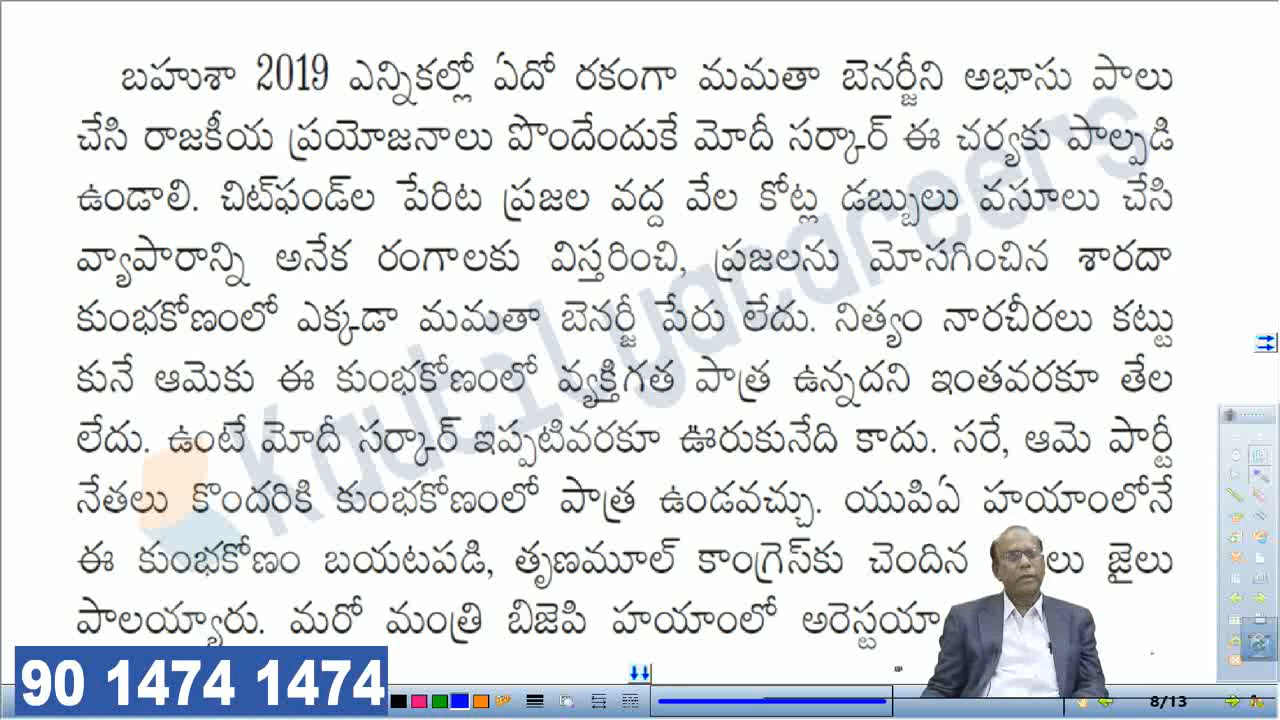 బహుశా 2019 ఎన్నికల్లో ఏదో రకంగా మమతా బెనర్జీని అభాసు పాలు
చేసి రాజకీయ ప్రయోజనాలు పొందేందుకే మోదీ సర్కార్ ఈ చర్యకు పాల్పడి
ఉండాలి. చిట్‌ఫండ్‌ల పేరిట ప్రజల వద్ద వేల కోట్ల డబ్బులు వసూలు చేసి
వ్యాపారాన్ని అనేక రంగాలకు విస్తరించి, ప్రజలను మోసగించిన శారదా
కుంభకోణంలో ఎక్కడా మమతా బెనర్జీ పేరు లేదు. నిత్యం నారచీరలు కట్టు
కునే ఆమెకు ఈ కుంభకోణంలో వ్యక్తిగత పాత్ర ఉన్నదని ఇంతవరకూ తేల
లేదు. ఉంటే మోదీ సర్కార్ ఇప్పటివరకూ ఊరుకునేది కాదు. సరే, ఆమె పార్టీ
నేతలు కొందరికి కుంభకోణంలో పాత్ర ఉండవచ్చు. యుపిఏ హయాంలోనే
ఈ కుంభకోణం బయటపడి, తృణమూల్ కాంగ్రెస్‌కు చెందిన లు జైలు
పాలయ్యారు. మరో మంత్రి బిజెపి హయాంలో అరెస్టయా
Kautilyacareers
90 1474 1474
8/13